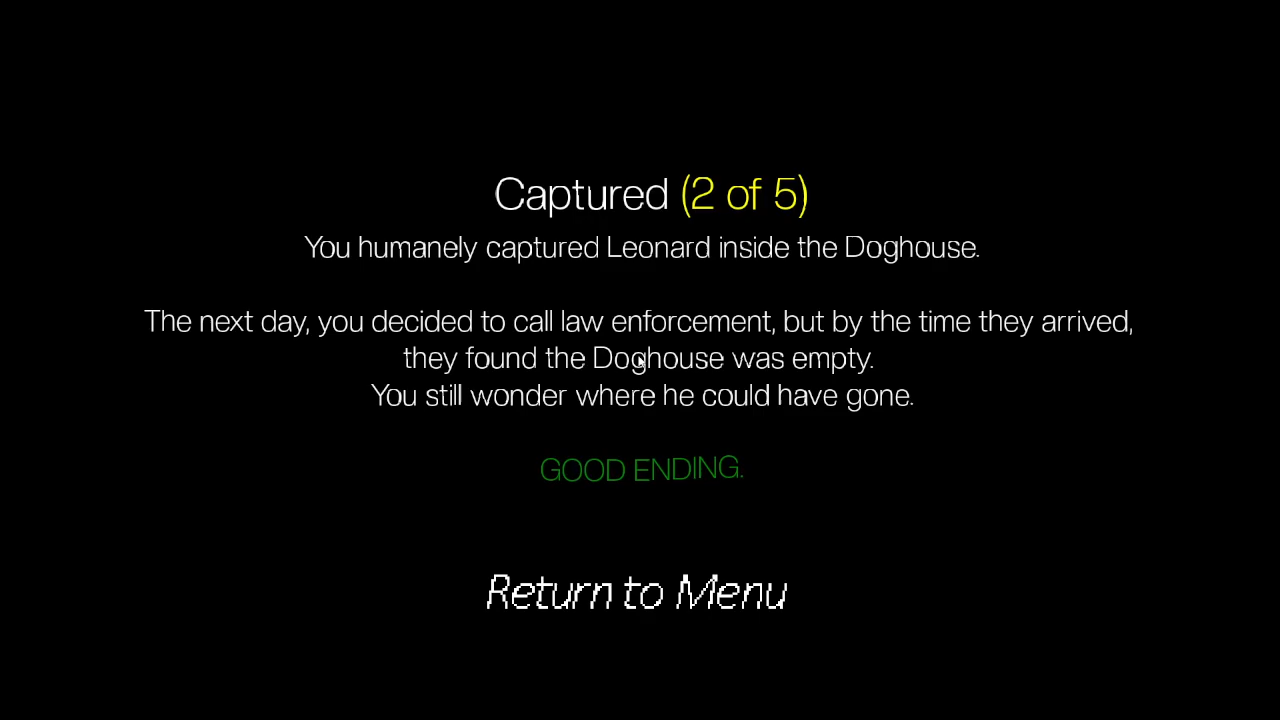 Captured (2 of 5)
You humanely captured Leonard inside the Doghouse.
The next day, you decided to call law enforcement, but by the time they arrived,
they found the Doghouse was empty.
You still wonder where he could have gone.
GOOD ENDING.
Return to Menu